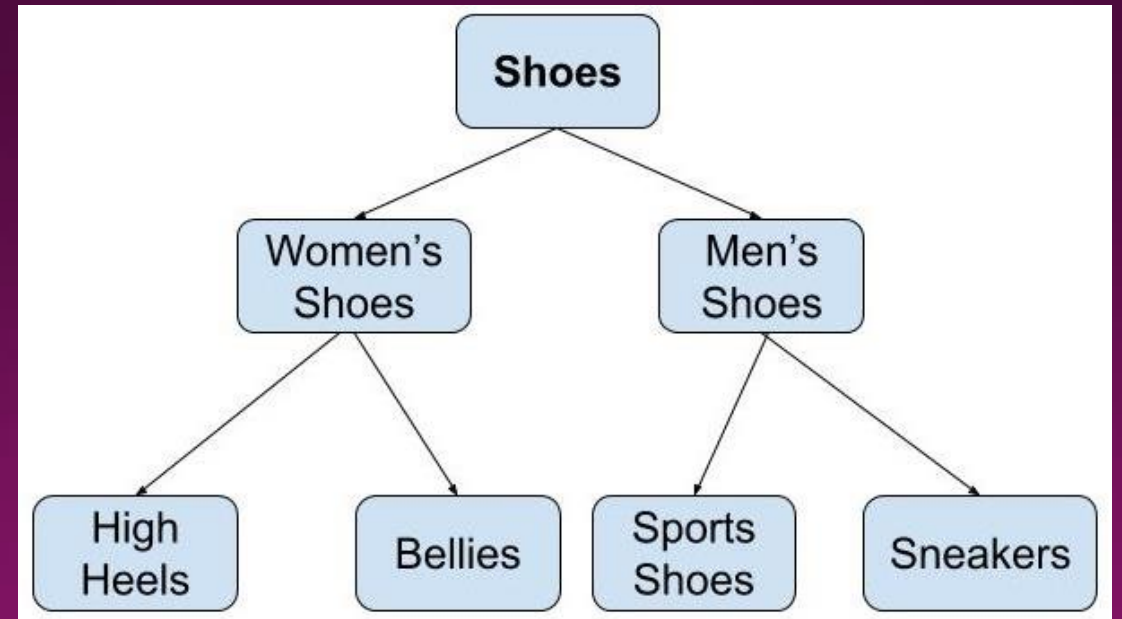 Shoes
Women’s
Shoes
Men’s
Shoes
High
Heels
Bellies
Sports
Shoes
Sneakers